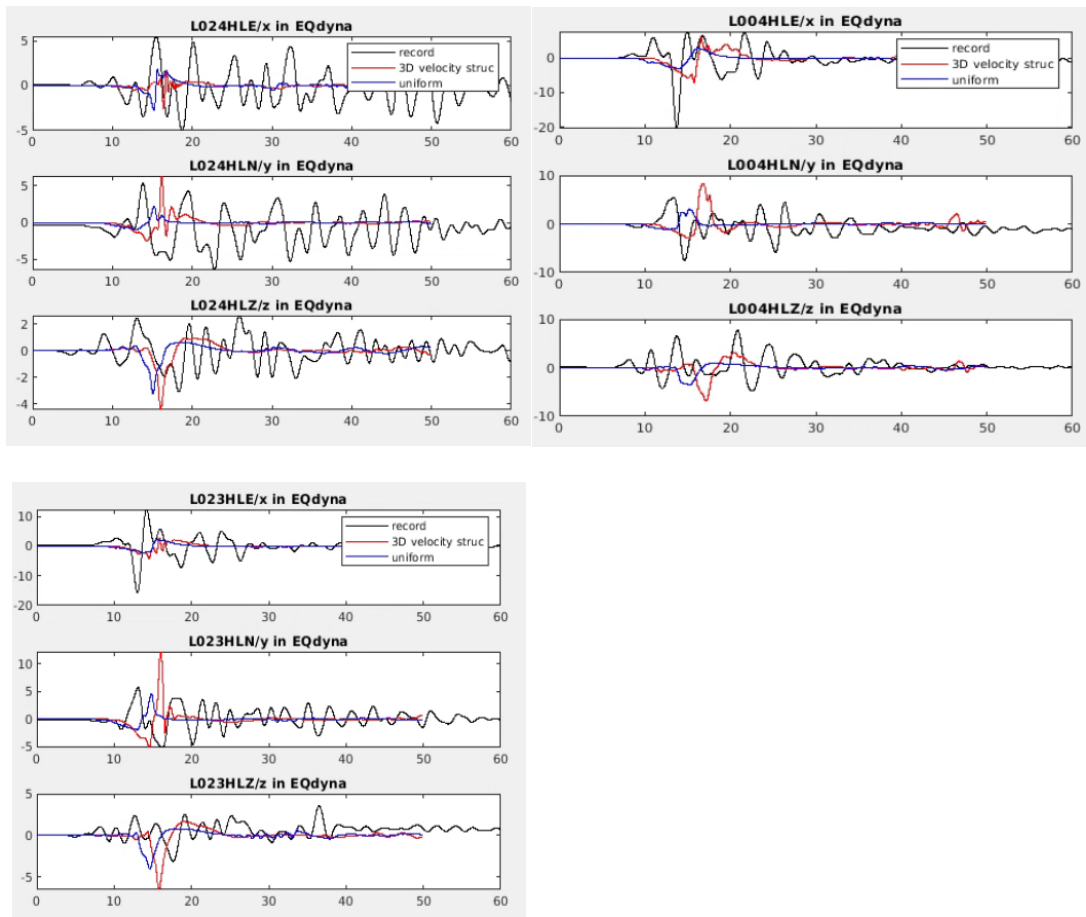 L024HLE/x in EQdyna
5
0
-5
record
3D velocity struc
uniform
0 10 20 30 40 50 60
L024HLN/y in EQdyna
5
0
-5
0 10 20 30 40 50 60
L024HLZ/z in EQdyna
2
0
-2
-4
0 10 20 30 40 50 60
L004HLE/x in EQdyna
0
-10
-20
record
3D velocity struc
uniform
0 10 20 30 40 50 60
L004HLN/y in EQdyna
10
0
-10
0 10 20 30 40 50 60
L004HLZ/z in EQdyna
10
0
-10
0 10 20 30 40 50 60
L023HLE/x in EQdyna
10
0
-10
-20
record
3D velocity struc
uniform
0 10 20 30 40 50 60
L023HLN/y in EQdyna
10
5
0
-5
0 10 20 30 40 50 60
L023HLZ/z in EQdyna
5
0
-5
0 10 20 30 40 50 60